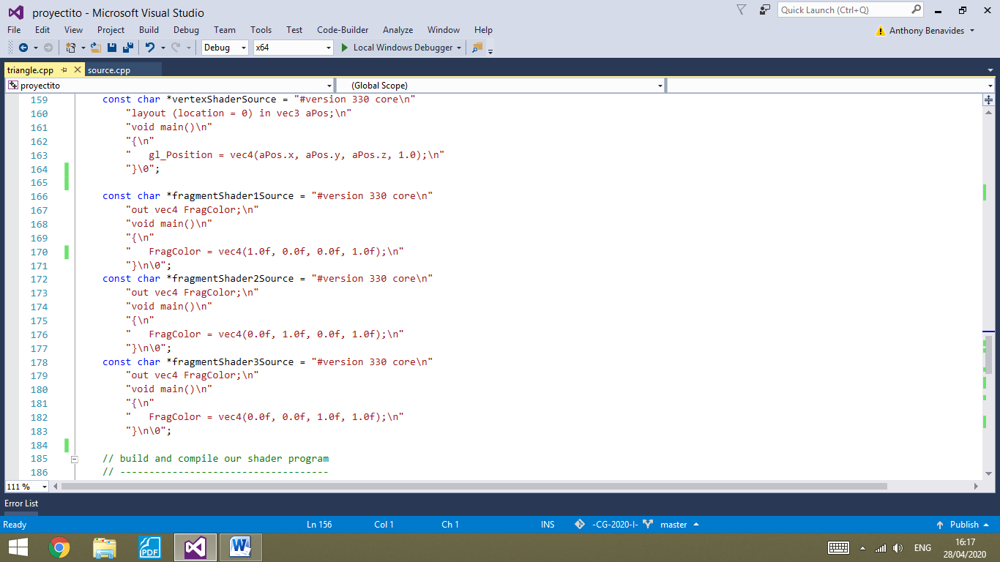 proyectito - Microsoft Visual Studio
Quick Launch (Ctrl+Q)
File Edit View Project Build Debug Team Tools Test Code-Builder Analyze Window Help
Anthony Benavides
Debug x64 Local Windows Debugger
triangle.cpp source.cpp
proyectito (Global Scope)
159 const char *vertexShaderSource = "#version 330 core\n"
160 "layout (location = 0) in vec3 aPos;\n"
161 "void main()\n"
162 "{\n"
163 "   gl_Position = vec4(aPos.x, aPos.y, aPos.z, 1.0);\n"
164 "}\0";
165
166 const char *fragmentShader1Source = "#version 330 core\n"
167 "out vec4 FragColor;\n"
168 "void main()\n"
169 "{\n"
170 "   FragColor = vec4(1.0f, 0.0f, 0.0f, 1.0f);\n"
171 "}\n\0";
172 const char *fragmentShader2Source = "#version 330 core\n"
173 "out vec4 FragColor;\n"
174 "void main()\n"
175 "{\n"
176 "   FragColor = vec4(0.0f, 1.0f, 0.0f, 1.0f);\n"
177 "}\n\0";
178 const char *fragmentShader3Source = "#version 330 core\n"
179 "out vec4 FragColor;\n"
180 "void main()\n"
181 "{\n"
182 "   FragColor = vec4(0.0f, 0.0f, 1.0f, 1.0f);\n"
183 "}\n\0";
184
185 // build and compile our shader program
186 // ------------------------------------
111 %
Error List
Ready Ln 156 Col 1 Ch 1 INS -CG-2020-I- master Publish
PDF
ENG
16:17
28/04/2020